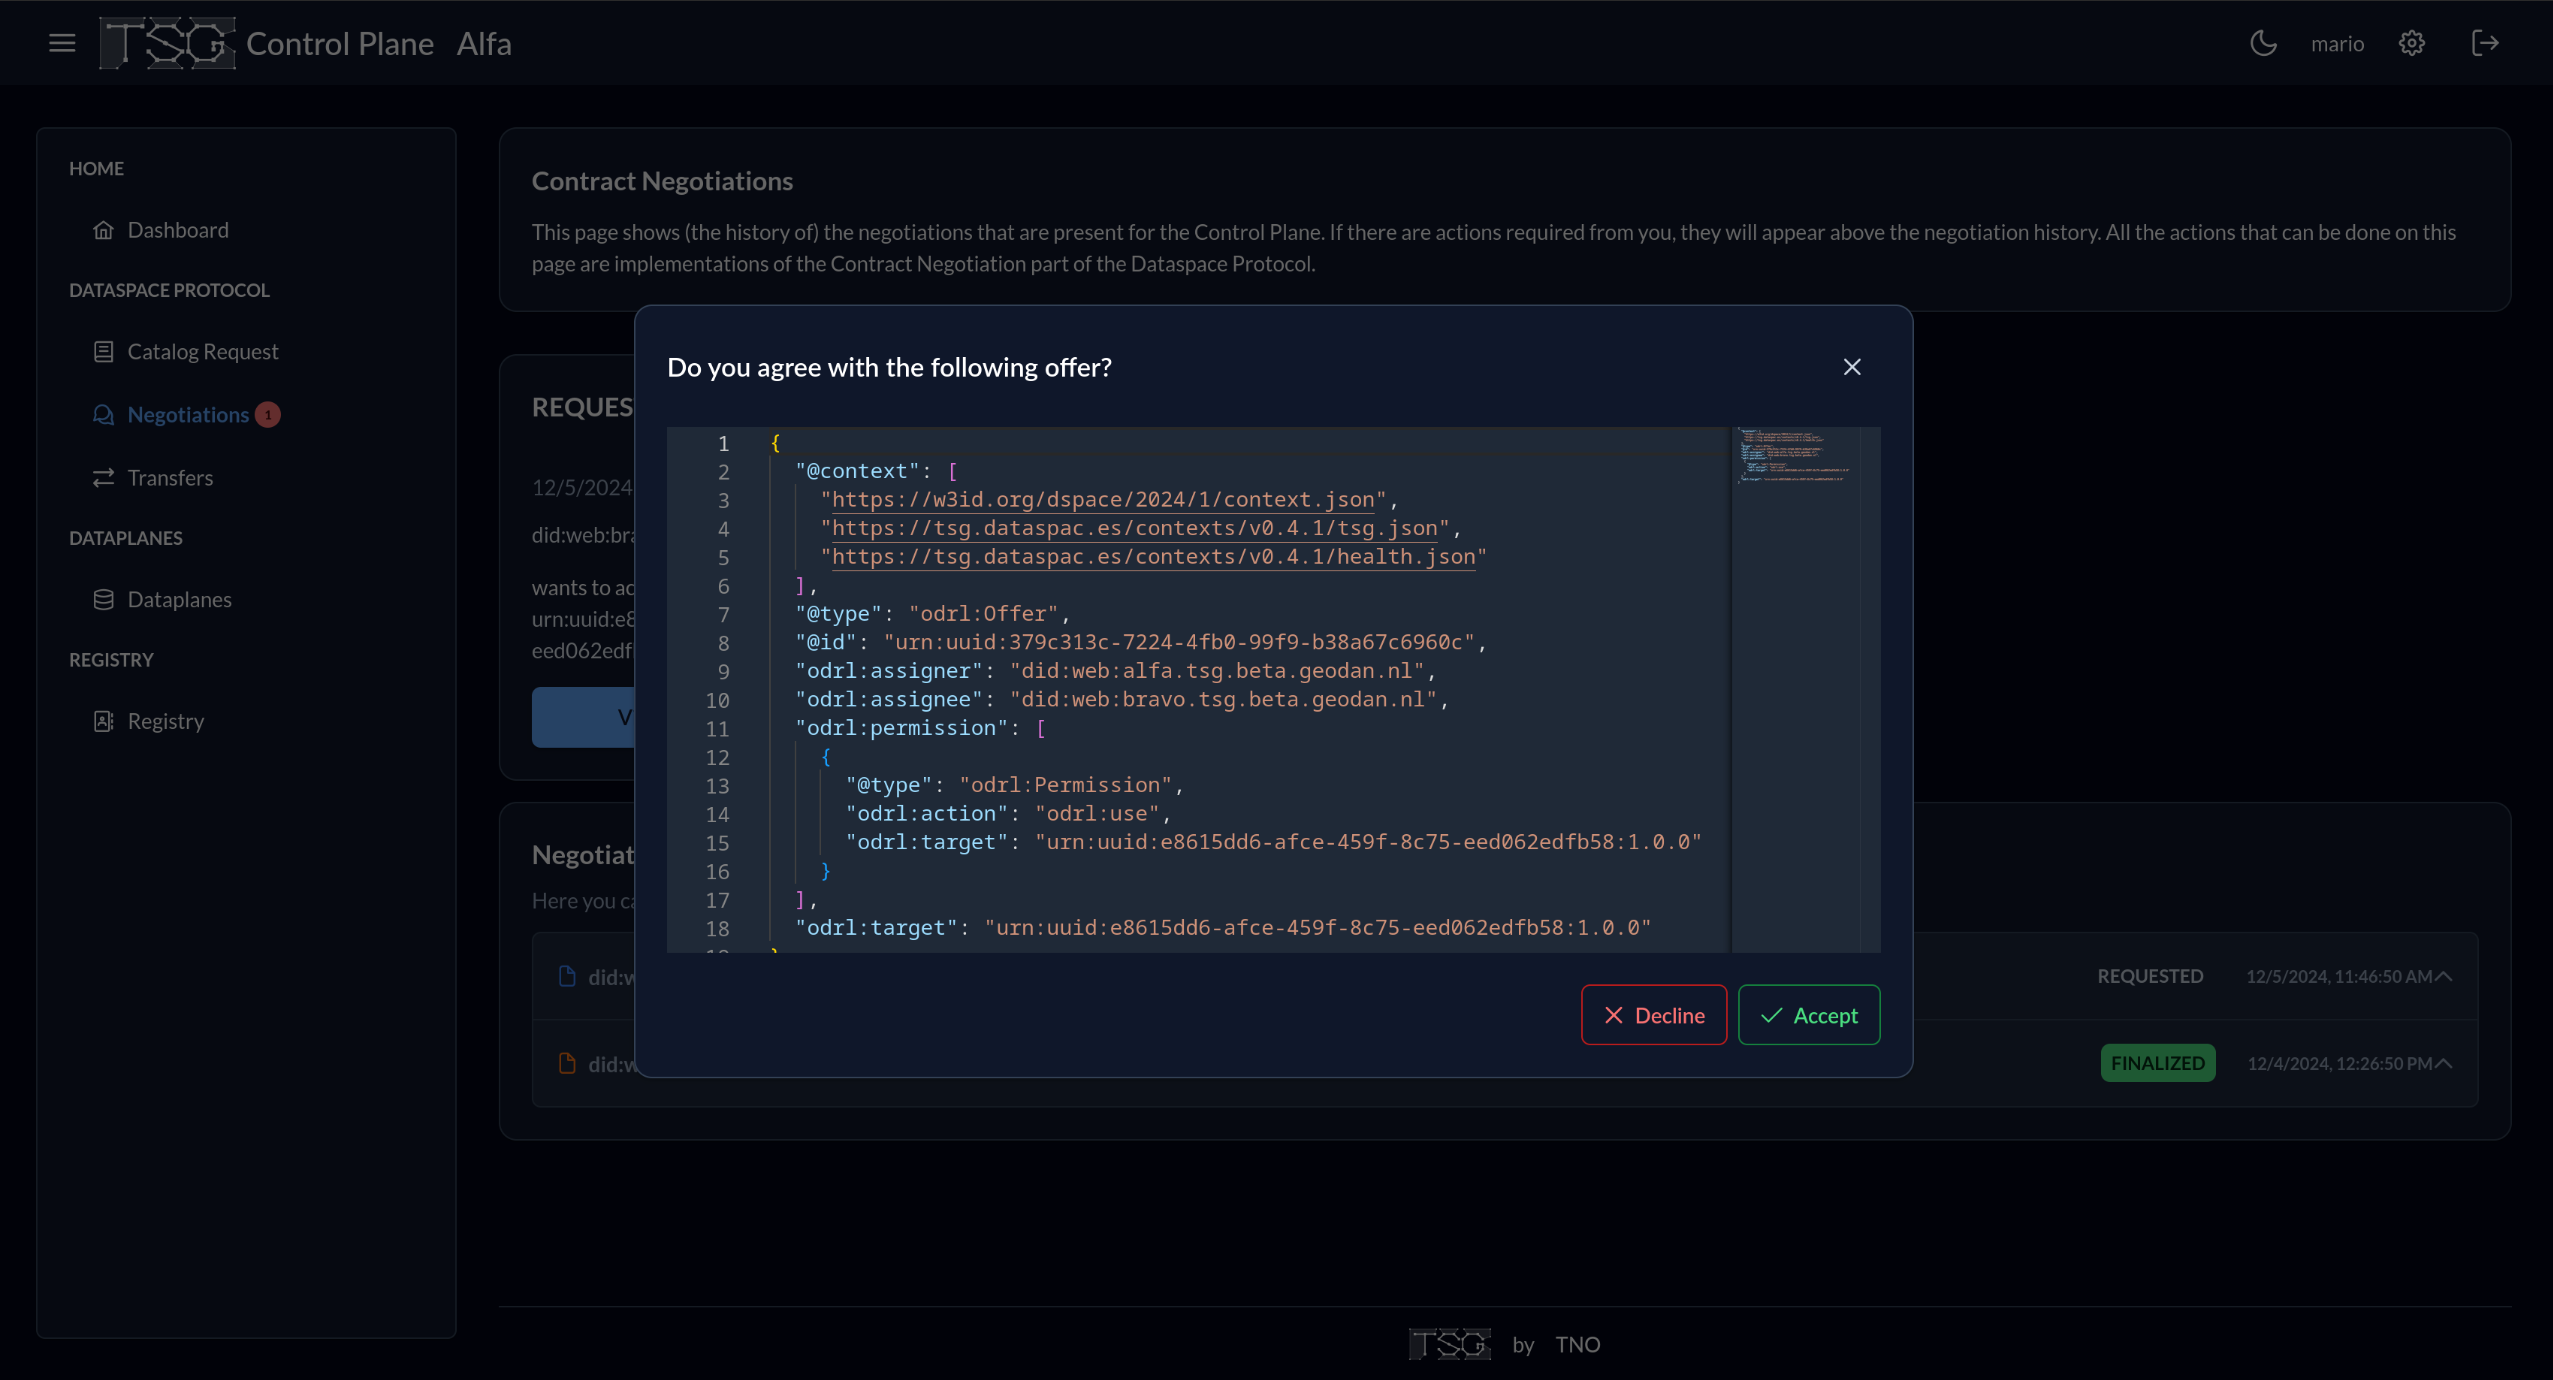 TSG Control Plane Alfa
mario
HOME
Dashboard
DATASPACE PROTOCOL
Catalog Request
Negotiations 1
Transfers
DATAPLANES
Dataplanes
REGISTRY
Registry
Contract Negotiations
This page shows (the history of) the negotiations that are present for the Control Plane. If there are actions required from you, they will appear above the negotiation history. All the actions that can be done on this
page are implementations of the Contract Negotiation part of the Dataspace Protocol.
REQUES
12/5/2024
did:web:bra
wants to ac
urn:uuid:e8
eed062edf
V
Do you agree with the following offer?
1 {
2 "@context": [
3 "https://w3id.org/dspace/2024/1/context.json",
4 "https://tsg.dataspac.es/contexts/v0.4.1/tsg.json",
5 "https://tsg.dataspac.es/contexts/v0.4.1/health.json"
6 ],
7 "@type": "odrl:Offer",
8 "@id": "urn:uuid:379c313c-7224-4fb0-99f9-b38a67c6960c",
9 "odrl:assigner": "did:web:alfa.tsg.beta.geodan.nl",
10 "odrl:assignee": "did:web:bravo.tsg.beta.geodan.nl",
11 "odrl:permission": [
12 {
13 "@type": "odrl:Permission",
14 "odrl:action": "odrl:use",
15 "odrl:target": "urn:uuid:e8615dd6-afce-459f-8c75-eed062edfb58:1.0.0"
16 }
17 ],
18 "odrl:target": "urn:uuid:e8615dd6-afce-459f-8c75-eed062edfb58:1.0.0"
Decline
Accept
Negotiat
Here you ca
did:w
REQUESTED 12/5/2024, 11:46:50 AM
did:w
FINALIZED 12/4/2024, 12:26:50 PM
TSG by TNO